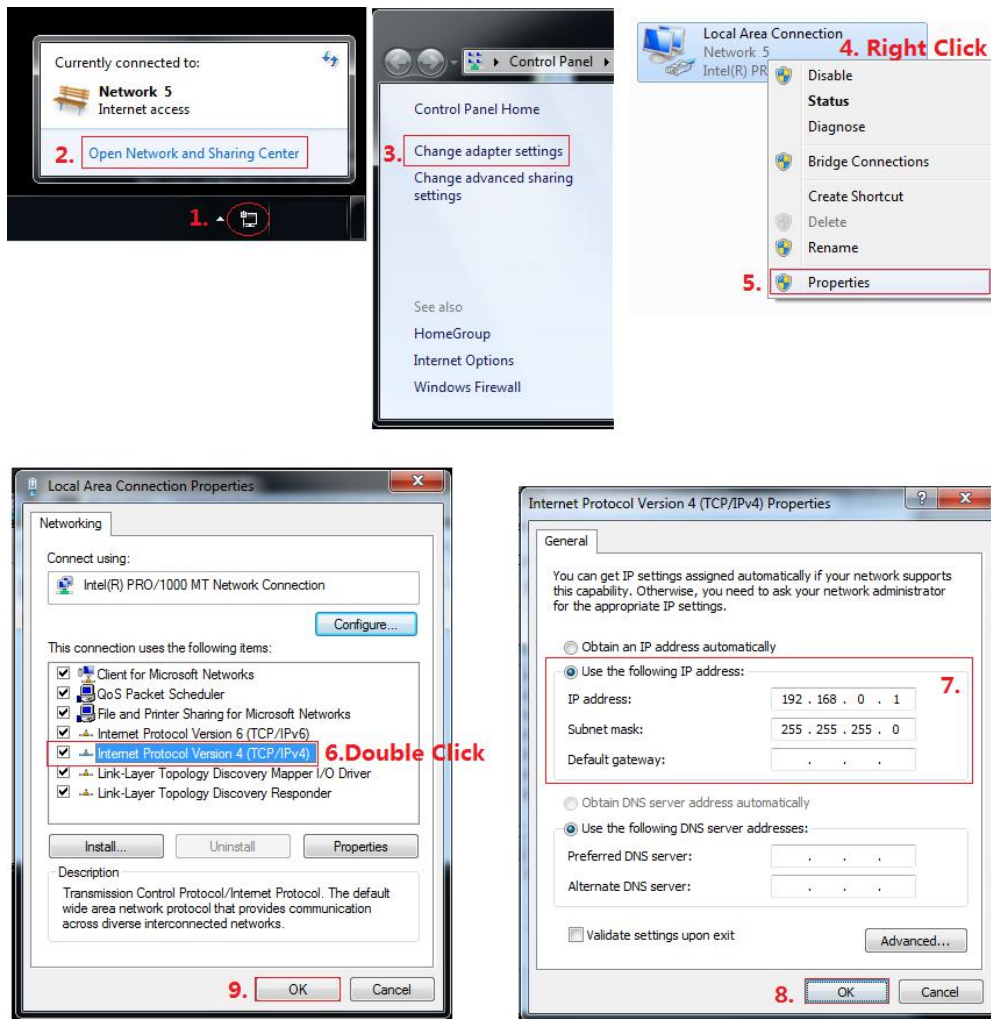 Currently connected to:
Network 5
Internet access
2. Open Network and Sharing Center
1.
Control Panel
Control Panel Home
3. Change adapter settings
Change advanced sharing
settings
See also
HomeGroup
Internet Options
Windows Firewall
Local Area Connection
Network 5
4. Right Click
Intel(R) PR
Disable
Status
Diagnose
Bridge Connections
Create Shortcut
Delete
Rename
5. Properties
Local Area Connection Properties
Networking
Connect using:
Intel(R) PRO/1000 MT Network Connection
Configure...
This connection uses the following items:
Client for Microsoft Networks
QoS Packet Scheduler
File and Printer Sharing for Microsoft Networks
Internet Protocol Version 6 (TCP/IPv6)
Internet Protocol Version 4 (TCP/IPv4) 6.Double Click
Link-Layer Topology Discovery Mapper I/O Driver
Link-Layer Topology Discovery Responder
Install... Uninstall Properties
Description
Transmission Control Protocol/Internet Protocol. The default
wide area network protocol that provides communication
across diverse interconnected networks.
9. OK Cancel
Internet Protocol Version 4 (TCP/IPv4) Properties
General
You can get IP settings assigned automatically if your network supports
this capability. Otherwise, you need to ask your network administrator
for the appropriate IP settings.
Obtain an IP address automatically
Use the following IP address:
7.
IP address: 192 . 168 . 0 . 1
Subnet mask: 255 . 255 . 255 . 0
Default gateway: . . .
Obtain DNS server address automatically
Use the following DNS server addresses:
Preferred DNS server: . . .
Alternate DNS server: . . .
Validate settings upon exit
Advanced...
8. OK Cancel